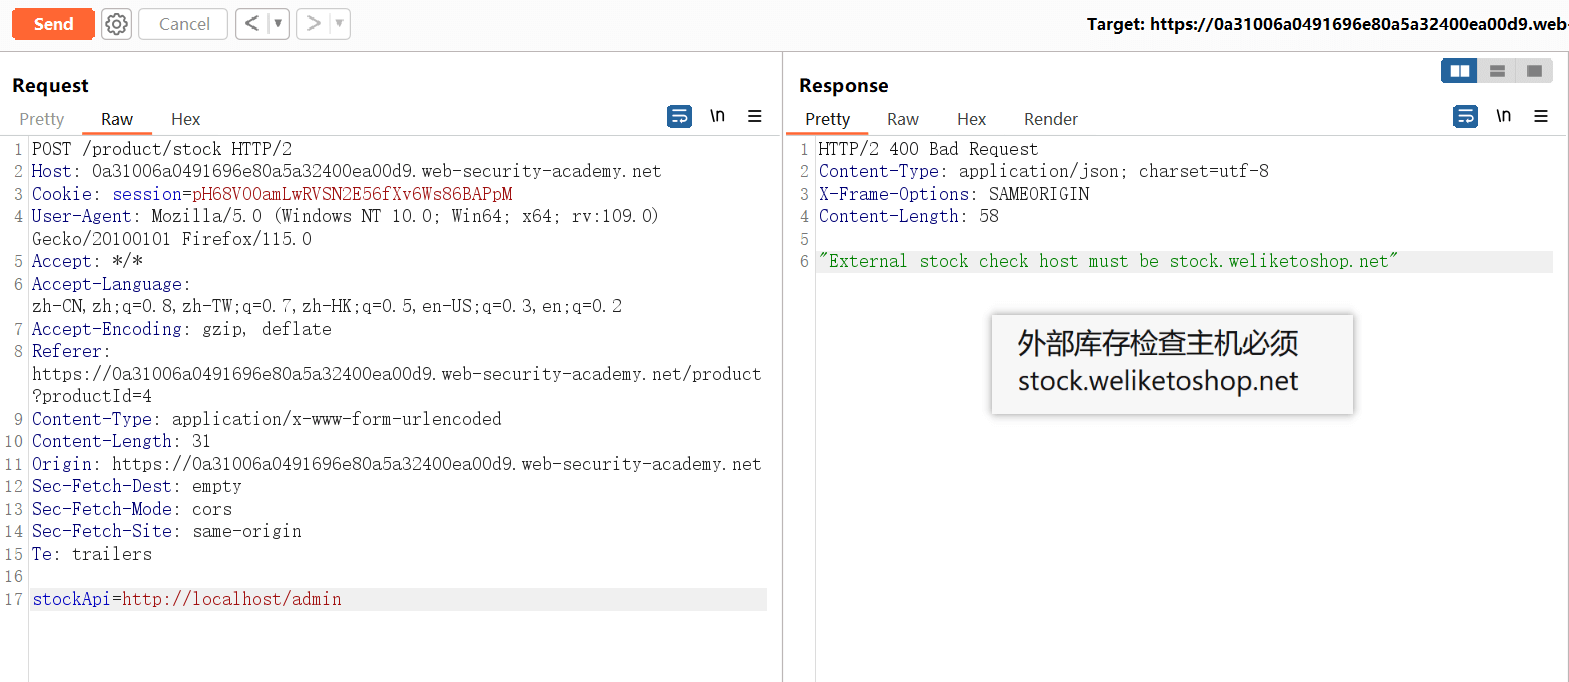 Send
Cancel
Target: https://0a31006a0491696e80a5a32400ea00d9.web-
Request
Pretty Raw Hex
\n
1 POST /product/stock HTTP/2
2 Host: 0a31006a0491696e80a5a32400ea00d9.web-security-academy.net
3 Cookie: session=pH68VO0amLwRVSN2E56fXv6Ws86BAPpM
4 User-Agent: Mozilla/5.0 (Windows NT 10.0; Win64; x64; rv:109.0)
Gecko/20100101 Firefox/115.0
5 Accept: */*
6 Accept-Language:
zh-CN,zh;q=0.8,zh-TW;q=0.7,zh-HK;q=0.5,en-US;q=0.3,en;q=0.2
7 Accept-Encoding: gzip, deflate
8 Referer:
https://0a31006a0491696e80a5a32400ea00d9.web-security-academy.net/product
?productId=4
9 Content-Type: application/x-www-form-urlencoded
10 Content-Length: 31
11 Origin: https://0a31006a0491696e80a5a32400ea00d9.web-security-academy.net
12 Sec-Fetch-Dest: empty
13 Sec-Fetch-Mode: cors
14 Sec-Fetch-Site: same-origin
15 Te: trailers
16
17 stockApi=http://localhost/admin
Response
Pretty Raw Hex Render
\n
1 HTTP/2 400 Bad Request
2 Content-Type: application/json; charset=utf-8
3 X-Frame-Options: SAMEORIGIN
4 Content-Length: 58
5
6 "External stock check host must be stock.weliketoshop.net"
外部库存检查主机必须
stock.weliketoshop.net